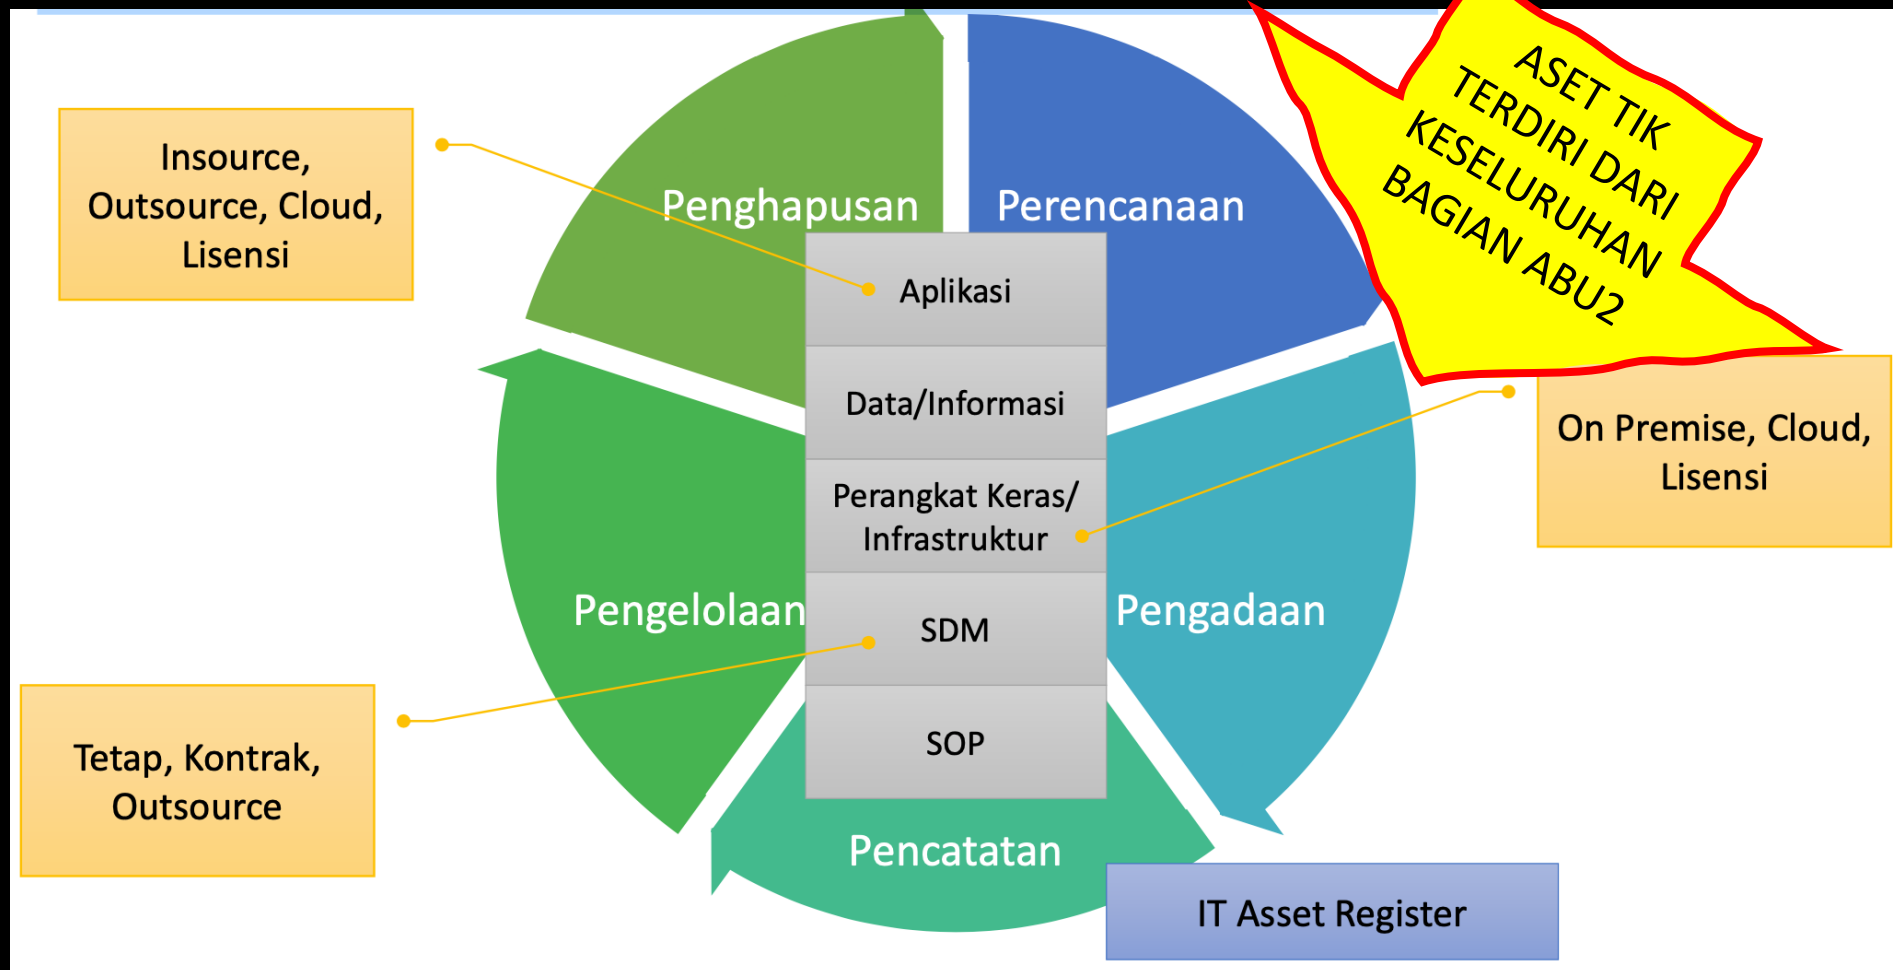 ASET TIK
TERDIRI DARI
KESELURUHAN
BAGIAN ABU2
Insource,
Outsource, Cloud,
Lisensi
Penghapusan
Perencanaan
Aplikasi
Data/Informasi
Perangkat Keras/
Infrastruktur
On Premise, Cloud,
Lisensi
Pengelolaan
SDM
Pengadaan
SOP
Tetap, Kontrak,
Outsource
Pencatatan
IT Asset Register